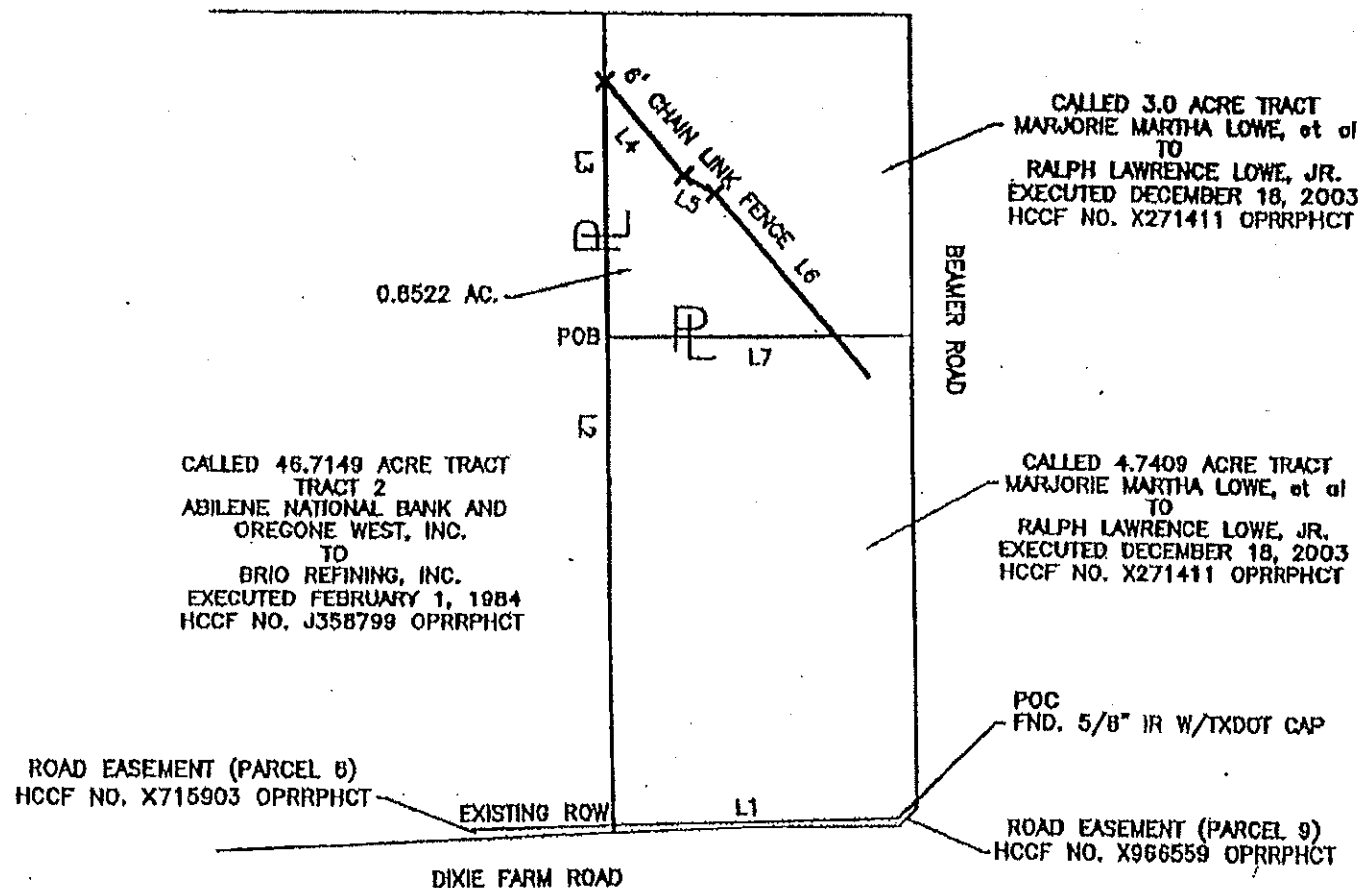 6' CHAIN LINK FENCE
CALLED 3.0 ACRE TRACT
MARJORIE MARTHA LOWE, et al
TO
RALPH LAWRENCE LOWE, JR.
EXECUTED DECEMBER 18, 2003
HCCF NO. X271411 OPRRPHCT
L3
L5
L6
PL
BEAMER ROAD
0.8522 AC.
POB
PL
L7
L2
CALLED 46.7149 ACRE TRACT
TRACT 2
ABILENE NATIONAL BANK AND
OREGONE WEST, INC.
TO
BRIO REFINING, INC.
EXECUTED FEBRUARY 1, 1984
HCCF NO. J358799 OPRRPHCT
CALLED 4.7409 ACRE TRACT
MARJORIE MARTHA LOWE, et al
TO
RALPH LAWRENCE LOWE, JR.
EXECUTED DECEMBER 18, 2003
HCCF NO. X271411 OPRRPHCT
POC
FND. 5/8" IR W/TXDOT CAP
ROAD EASEMENT (PARCEL 6)
HCCF NO. X715903 OPRRPHCT
EXISTING ROW
L1
ROAD EASEMENT (PARCEL 9)
HCCF NO. X966559 OPRRPHCT
DIXIE FARM ROAD